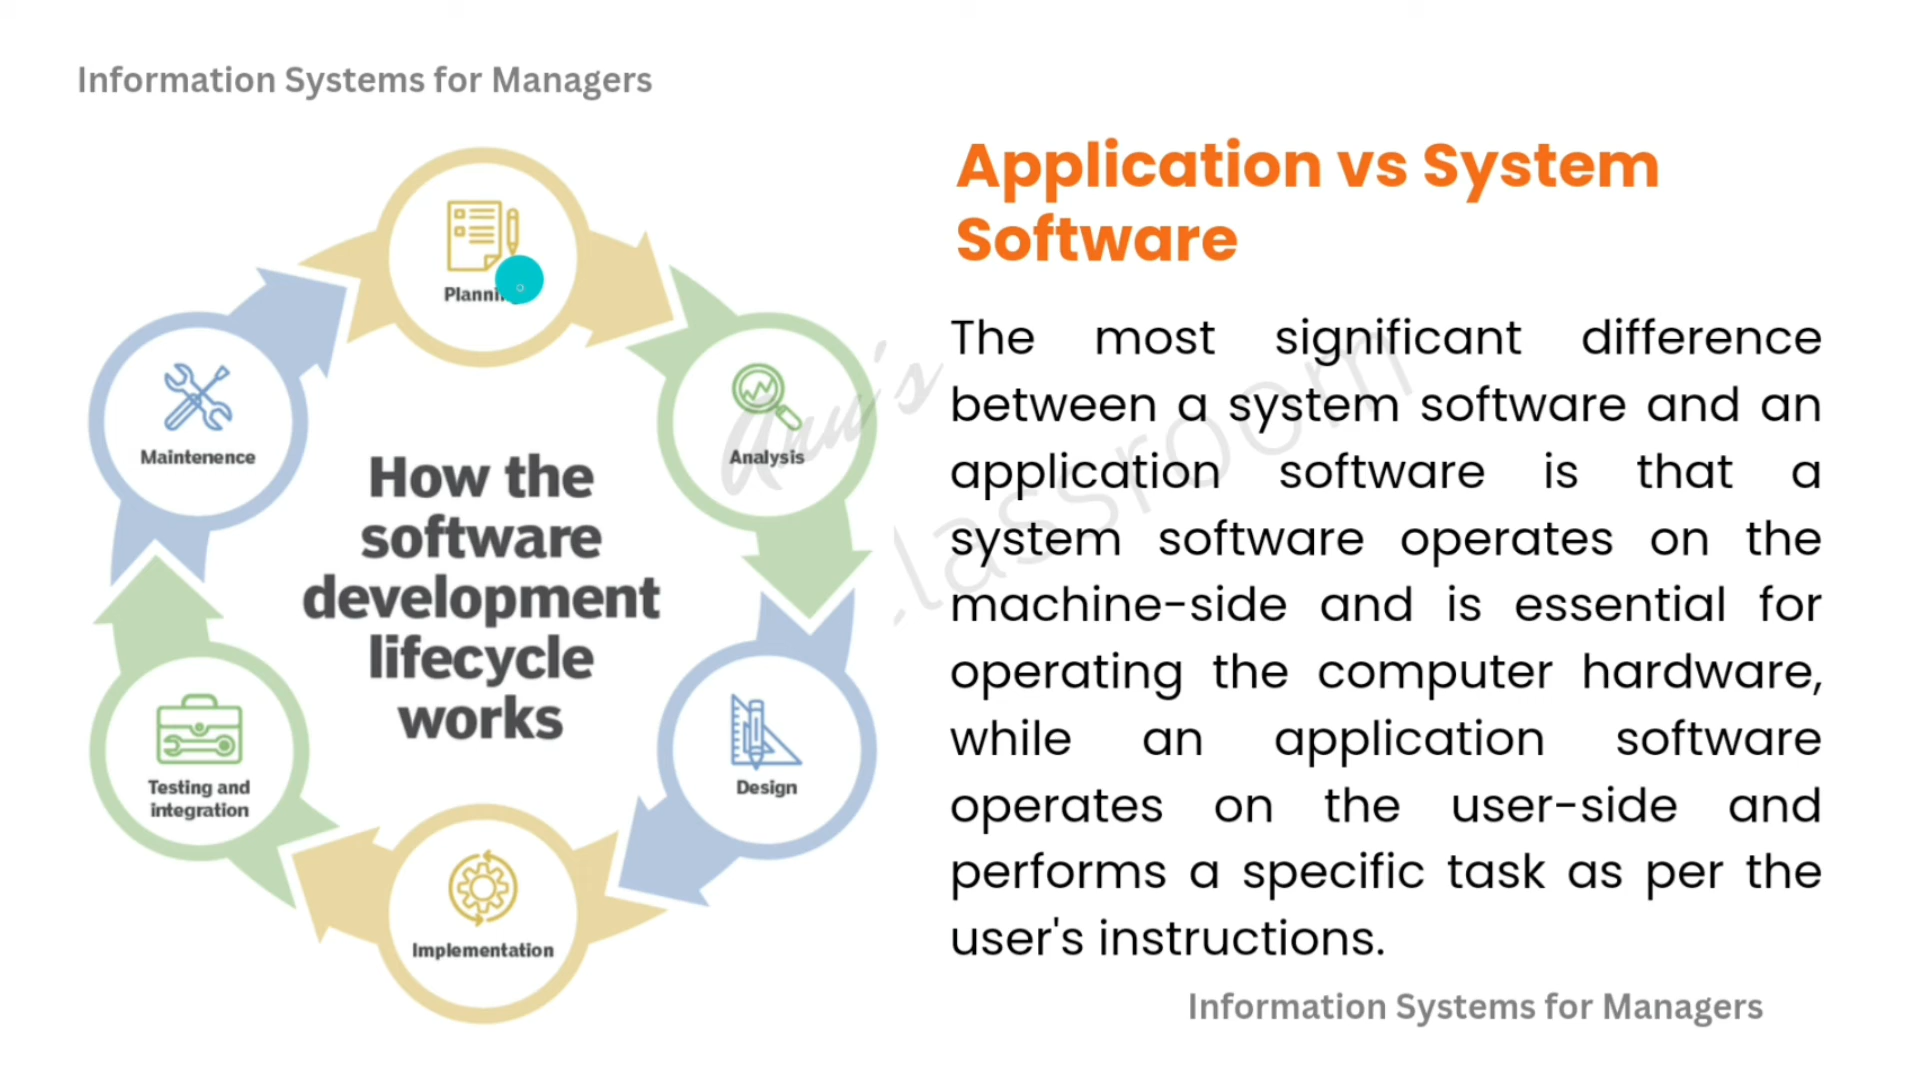 Information Systems for Managers
Application vs System
Software
The most significant difference
between a system software and an
application software is that a
system software operates on the
machine-side and is essential for
operating the computer hardware,
while an application software
operates on the user-side and
performs a specific task as per the
user's instructions.
Information Systems for Managers
How the
software
development
lifecycle
works
Analysis
Design
Implementation
Testing and
integration
Maintenence
Anu's